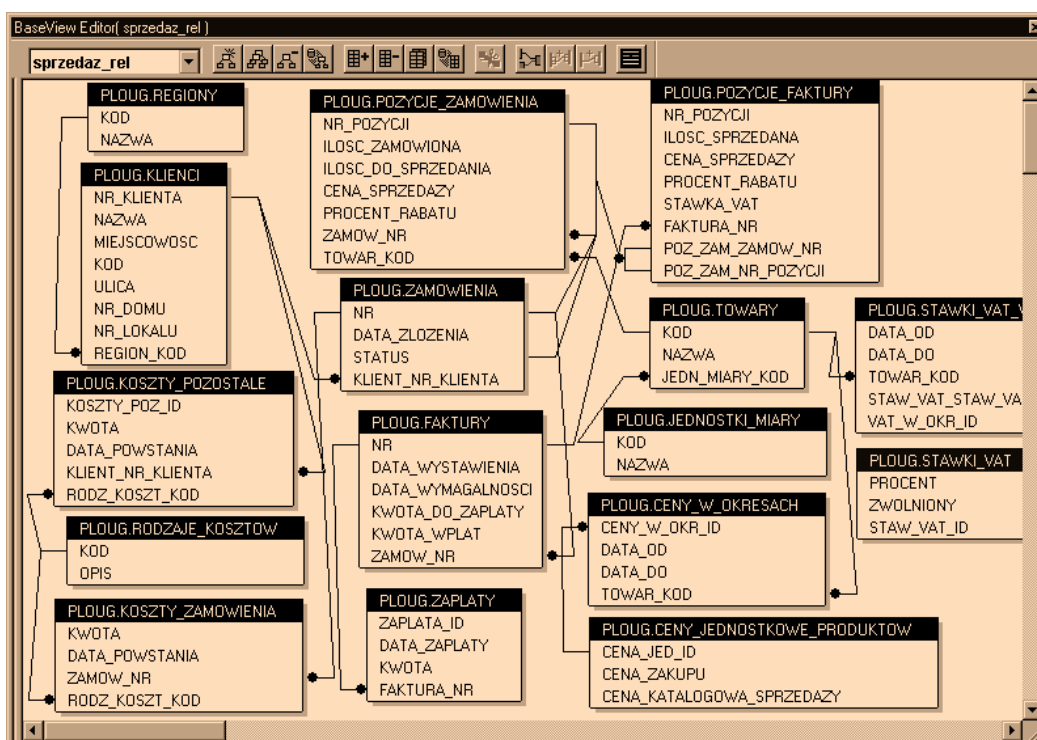 BaseView Editor( sprzedaz_rel )
sprzedaz_rel
PLOUG.REGIONY
KOD
NAZWA
PLOUG.KLIENCI
NR_KLIENTA
NAZWA
MIEJSCOWOSC
KOD
ULICA
NR_DOMU
NR_LOKALU
REGION_KOD
PLOUG.KOSZTY_POZOSTALE
KOSZTY_POZ_ID
KWOTA
DATA_POWSTANIA
KLIENT_NR_KLIENTA
RODZ_KOSZT_KOD
PLOUG.RODZAJE_KOSZTOW
KOD
OPIS
PLOUG.KOSZTY_ZAMOWIENIA
KWOTA
DATA_POWSTANIA
ZAMOW_NR
RODZ_KOSZT_KOD
PLOUG.POZYCJE_ZAMOWIENIA
NR_POZYCJI
ILOSC_ZAMOWIONA
ILOSC_DO_SPRZEDANIA
CENA_SPRZEDAZY
PROCENT_RABATU
ZAMOW_NR
TOWAR_KOD
PLOUG.ZAMOWIENIA
NR
DATA_ZLOZENIA
STATUS
KLIENT_NR_KLIENTA
PLOUG.FAKTURY
NR
DATA_WYSTAWIENIA
DATA_WYMAGALNOSCI
KWOTA_DO_ZAPLATY
KWOTA_WPLAT
ZAMOW_NR
PLOUG.ZAPLATY
ZAPLATA_ID
DATA_ZAPLATY
KWOTA
FAKTURA_NR
PLOUG.POZYCJE_FAKTURY
NR_POZYCJI
ILOSC_SPRZEDANA
CENA_SPRZEDAZY
PROCENT_RABATU
STAWKA_VAT
FAKTURA_NR
POZ_ZAM_ZAMOW_NR
POZ_ZAM_NR_POZYCJI
PLOUG.TOWARY
KOD
NAZWA
JEDN_MIARY_KOD
PLOUG.JEDNOSTKI_MIARY
KOD
NAZWA
PLOUG.CENY_W_OKRESACH
CENY_W_OKR_ID
DATA_OD
DATA_DO
TOWAR_KOD
PLOUG.CENY_JEDNOSTKOWE_PRODUKTOW
CENA_JED_ID
CENA_ZAKUPU
CENA_KATALOGOWA_SPRZEDAZY
PLOUG.STAWKI_VAT_
DATA_OD
DATA_DO
TOWAR_KOD
STAW_VAT_STAW_VA
VAT_W_OKR_ID
PLOUG.STAWKI_VAT
PROCENT
ZWOLNIONY
STAW_VAT_ID